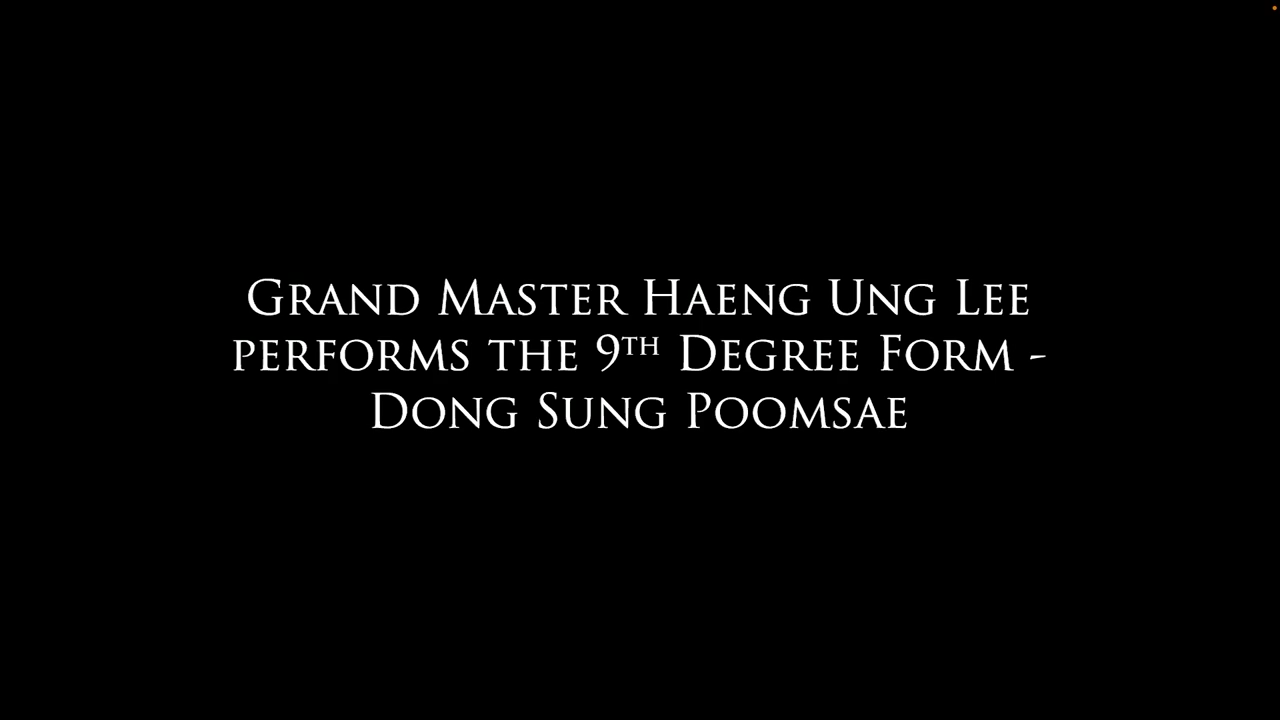 Grand Master Haeng Ung Lee
performs the 9th Degree Form -
Dong Sung Poomsae